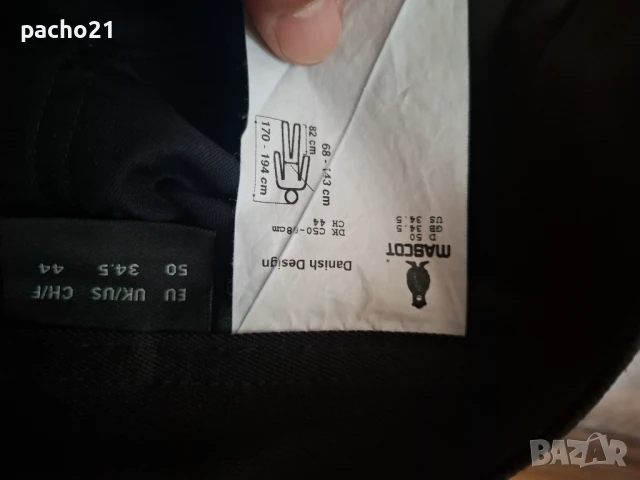 pacho21
MASCOT
D 50
GB 34.5
US 34.5
Danish Design
DK C50-68cm
CH 44
68 - 143 cm
82 cm
170 - 194 cm
EU UK/US CH/F
50 34.5 44
BAZAR